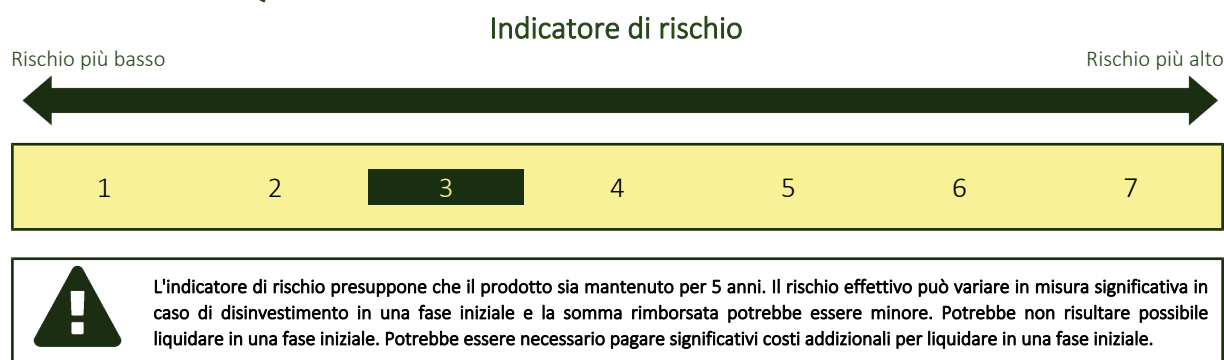 Indicatore di rischio
Rischio più basso
Rischio più alto
1 2 3 4 5 6 7
L'indicatore di rischio presuppone che il prodotto sia mantenuto per 5 anni. Il rischio effettivo può variare in misura significativa in
caso di disinvestimento in una fase iniziale e la somma rimborsata potrebbe essere minore. Potrebbe non risultare possibile
liquidare in una fase iniziale. Potrebbe essere necessario pagare significativi costi addizionali per liquidare in una fase iniziale.